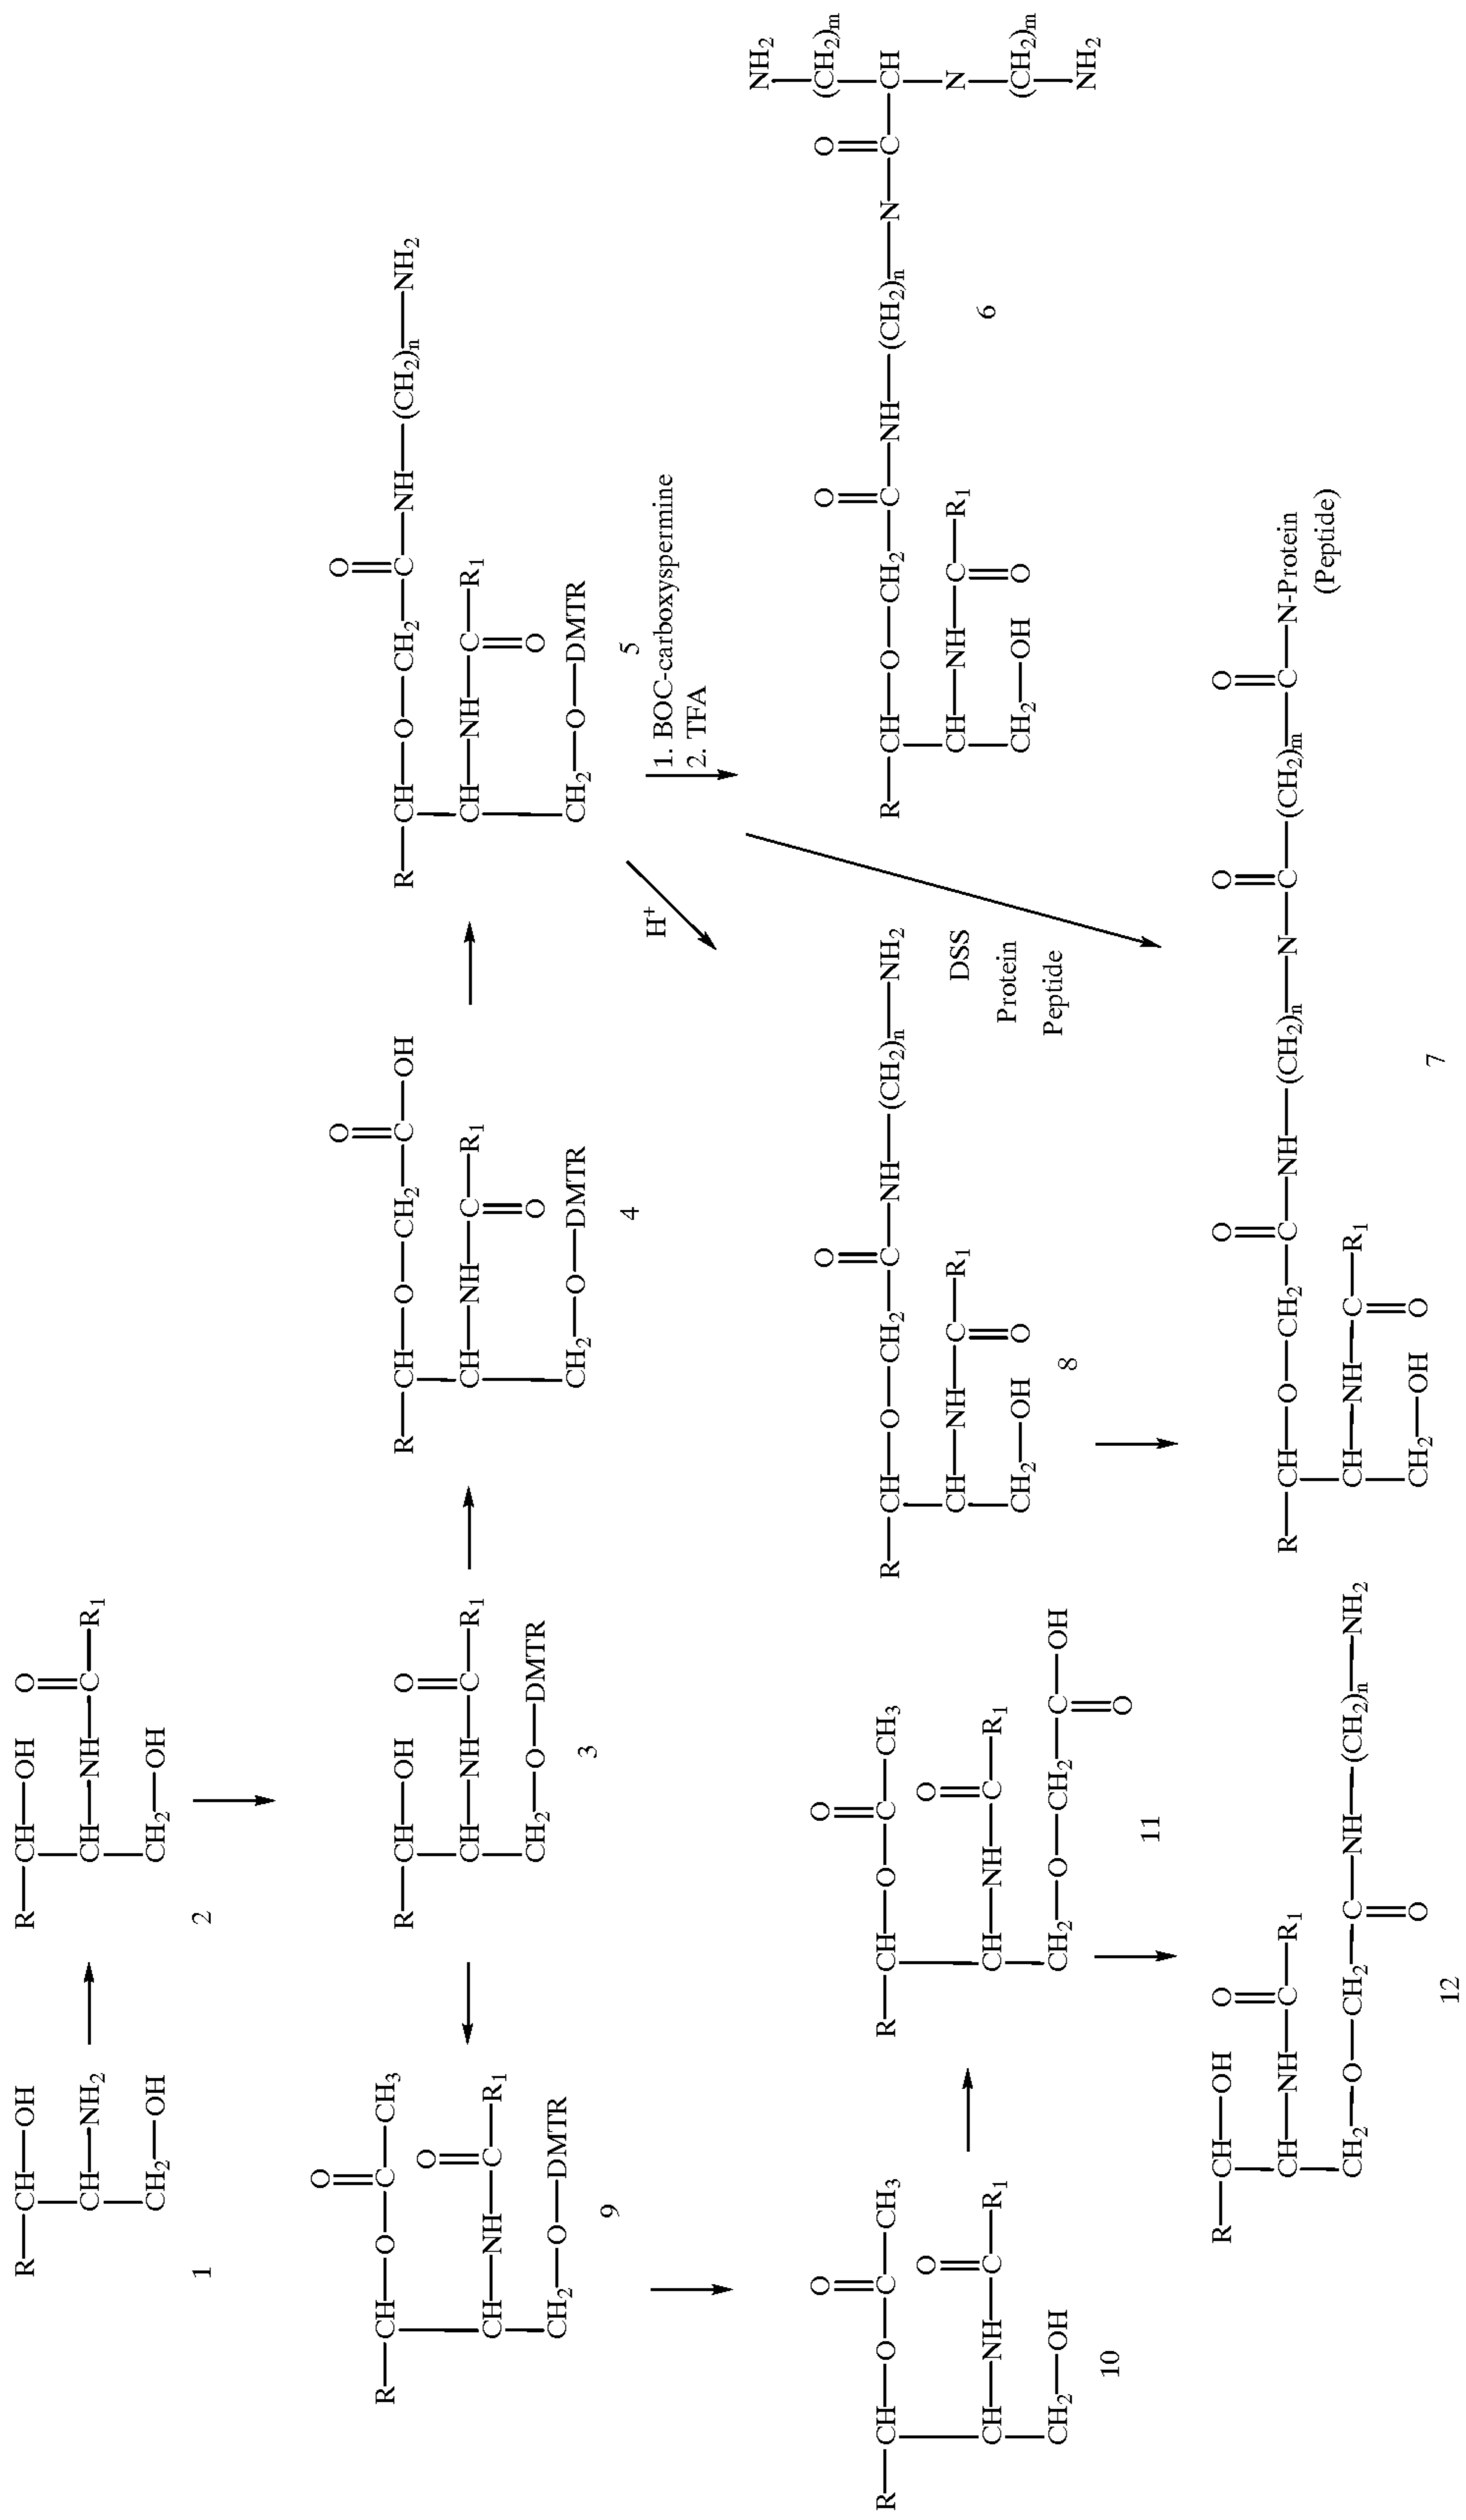 R—CH—OH
CH—NH₂
CH₂—OH
1
O
R—CH—OH
CH—NH—C—R₁
CH₂—OH
2
O
R—CH—O—C—CH₃
O
CH—NH—C—R₁
CH₂—O—DMTR
9
O
R—CH—OH
CH—NH—C—R₁
CH₂—O—DMTR
3
O
R—CH—O—CH₂—C—OH
CH—NH—C—R₁
O
CH₂—O—DMTR
4
O
R—CH—O—CH₂—C—NH—(CH₂)ₙ—NH₂
CH—NH—C—R₁
O
CH₂—O—DMTR
5
H⁺
1. BOC-carboxyspermine
2. TFA
O
R—CH—O—C—CH₃
O
CH—NH—C—R₁
CH₂—OH
10
O
R—CH—O—C—CH₃
O
CH—NH—C—R₁
CH₂—O—CH₂—C—OH
O
11
O
R—CH—O—CH₂—C—NH—(CH₂)ₙ—NH₂
CH—NH—C—R₁
CH₂—OH O
8
DSS
Protein
Peptide
NH₂
O O (CH₂)m
R—CH—O—CH₂—C—NH—(CH₂)ₙ—N—C—CH
CH—NH—C—R₁ N
CH₂—OH O (CH₂)m
NH₂
6
O
R—CH—OH
CH—NH—C—R₁
CH₂—O—CH₂—C—NH—(CH₂)ₙ—NH₂
O
12
O O O
R—CH—O—CH₂—C—NH—(CH₂)ₙ—N—C—(CH₂)m—C—N-Protein
(Peptide)
CH—NH—C—R₁
CH₂—OH O
7